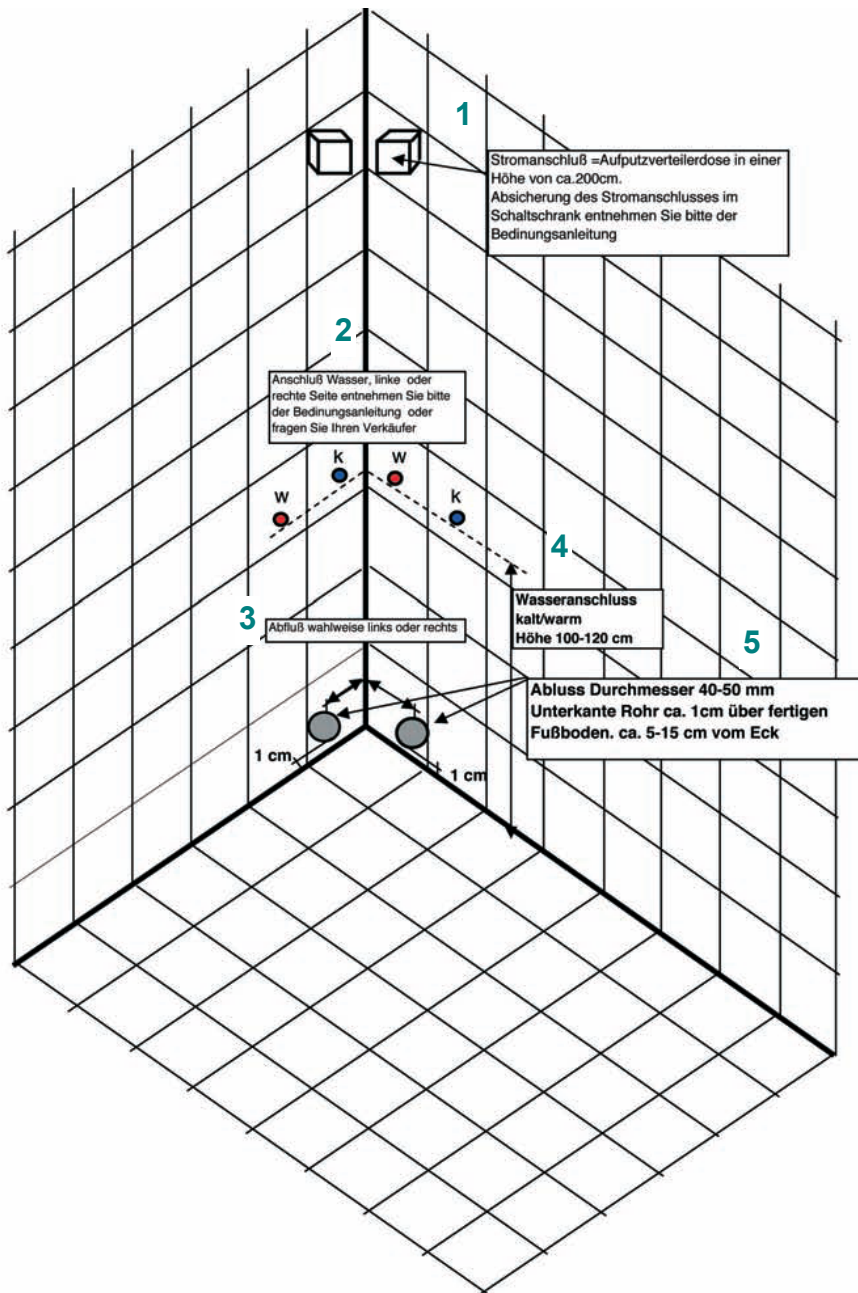 1
Stromanschluß =Aufputzverteilerdose in einer
Höhe von ca.200cm.
Absicherung des Stromanschlusses im
Schaltschrank entnehmen Sie bitte der
Bedinungsanleitung
2
Anschluß Wasser, linke oder
rechte Seite entnehmen Sie bitte
der Bedinungsanleitung oder
fragen Sie Ihren Verkäufer
k w
w k
4
3
Abfluß wahlweise links oder rechts
Wasseranschluss
kalt/warm
Höhe 100-120 cm
5
Abluss Durchmesser 40-50 mm
Unterkante Rohr ca. 1cm über fertigen
Fußboden. ca. 5-15 cm vom Eck
1 cm
1 cm